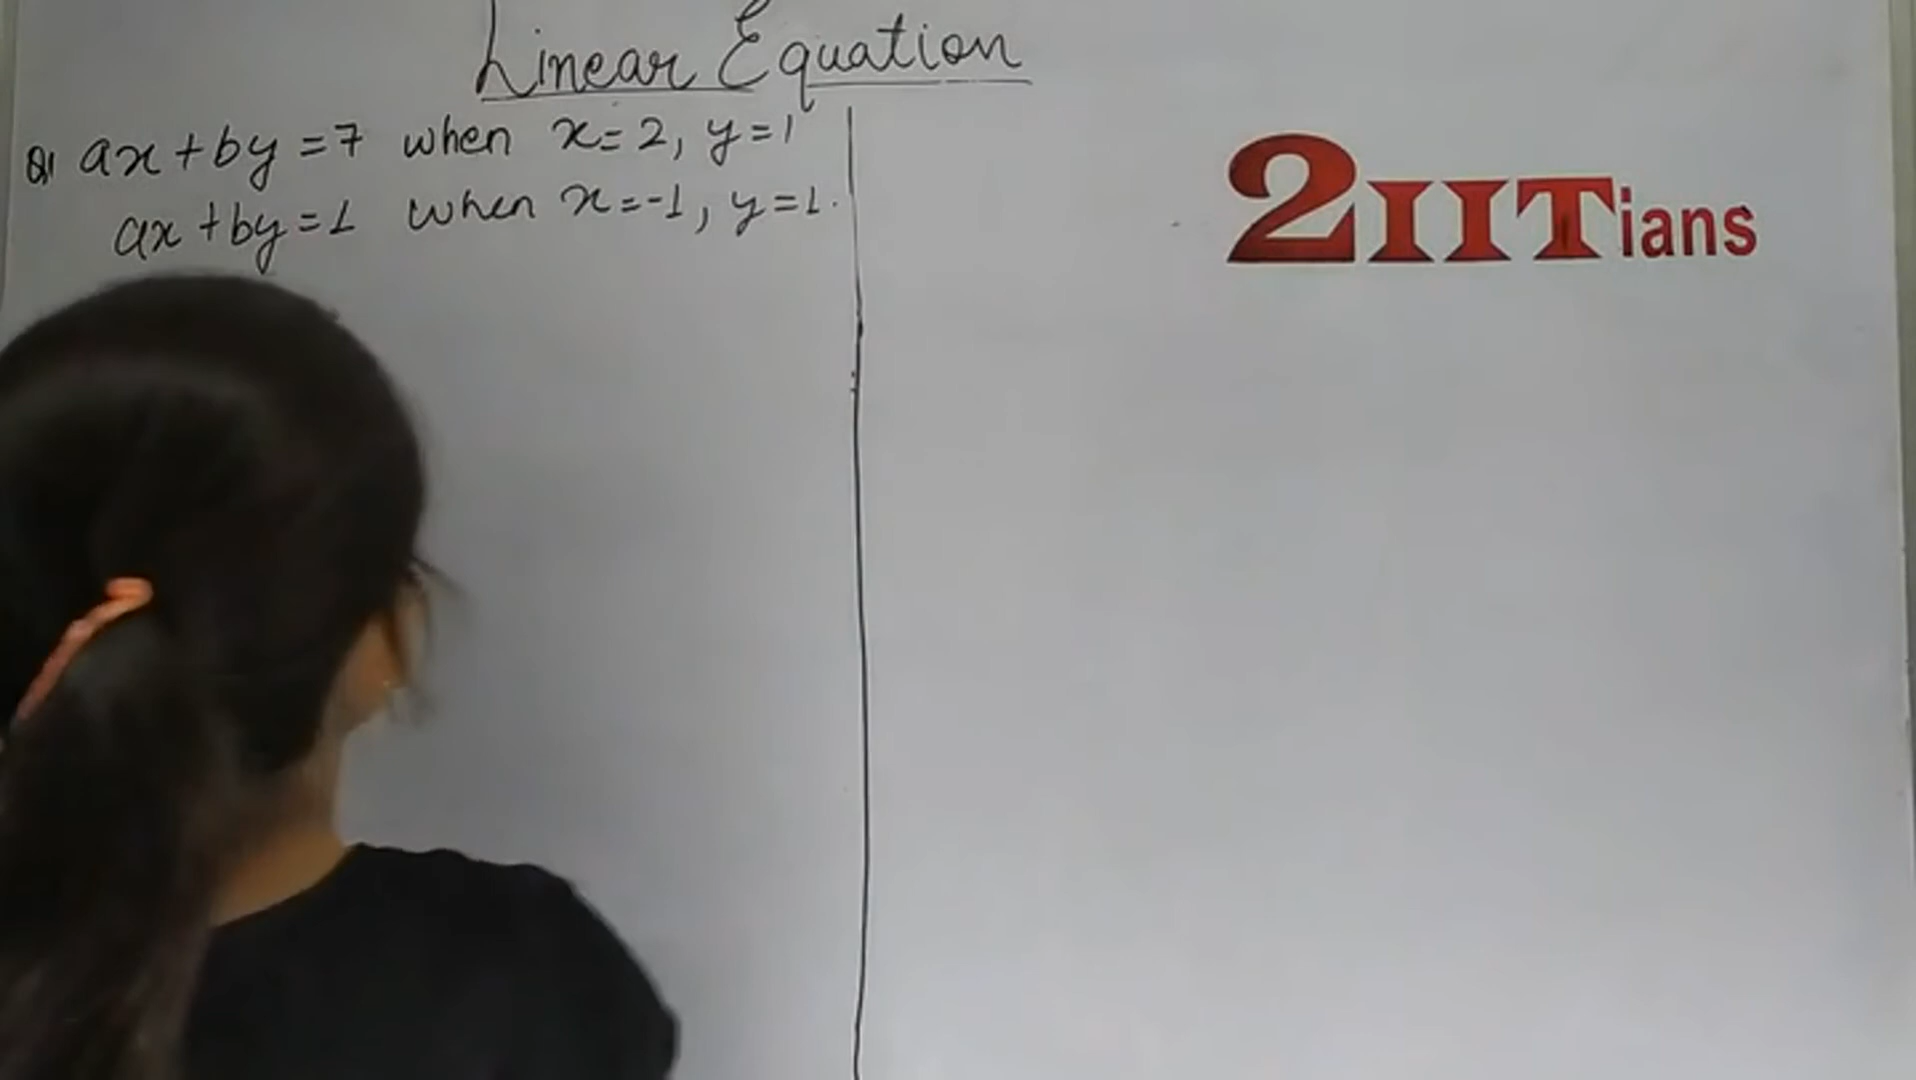 Linear Equation
Q1 ax + by = 7 when x = 2, y = 1
ax + by = 1 when x = -1, y = 1.
2IITians